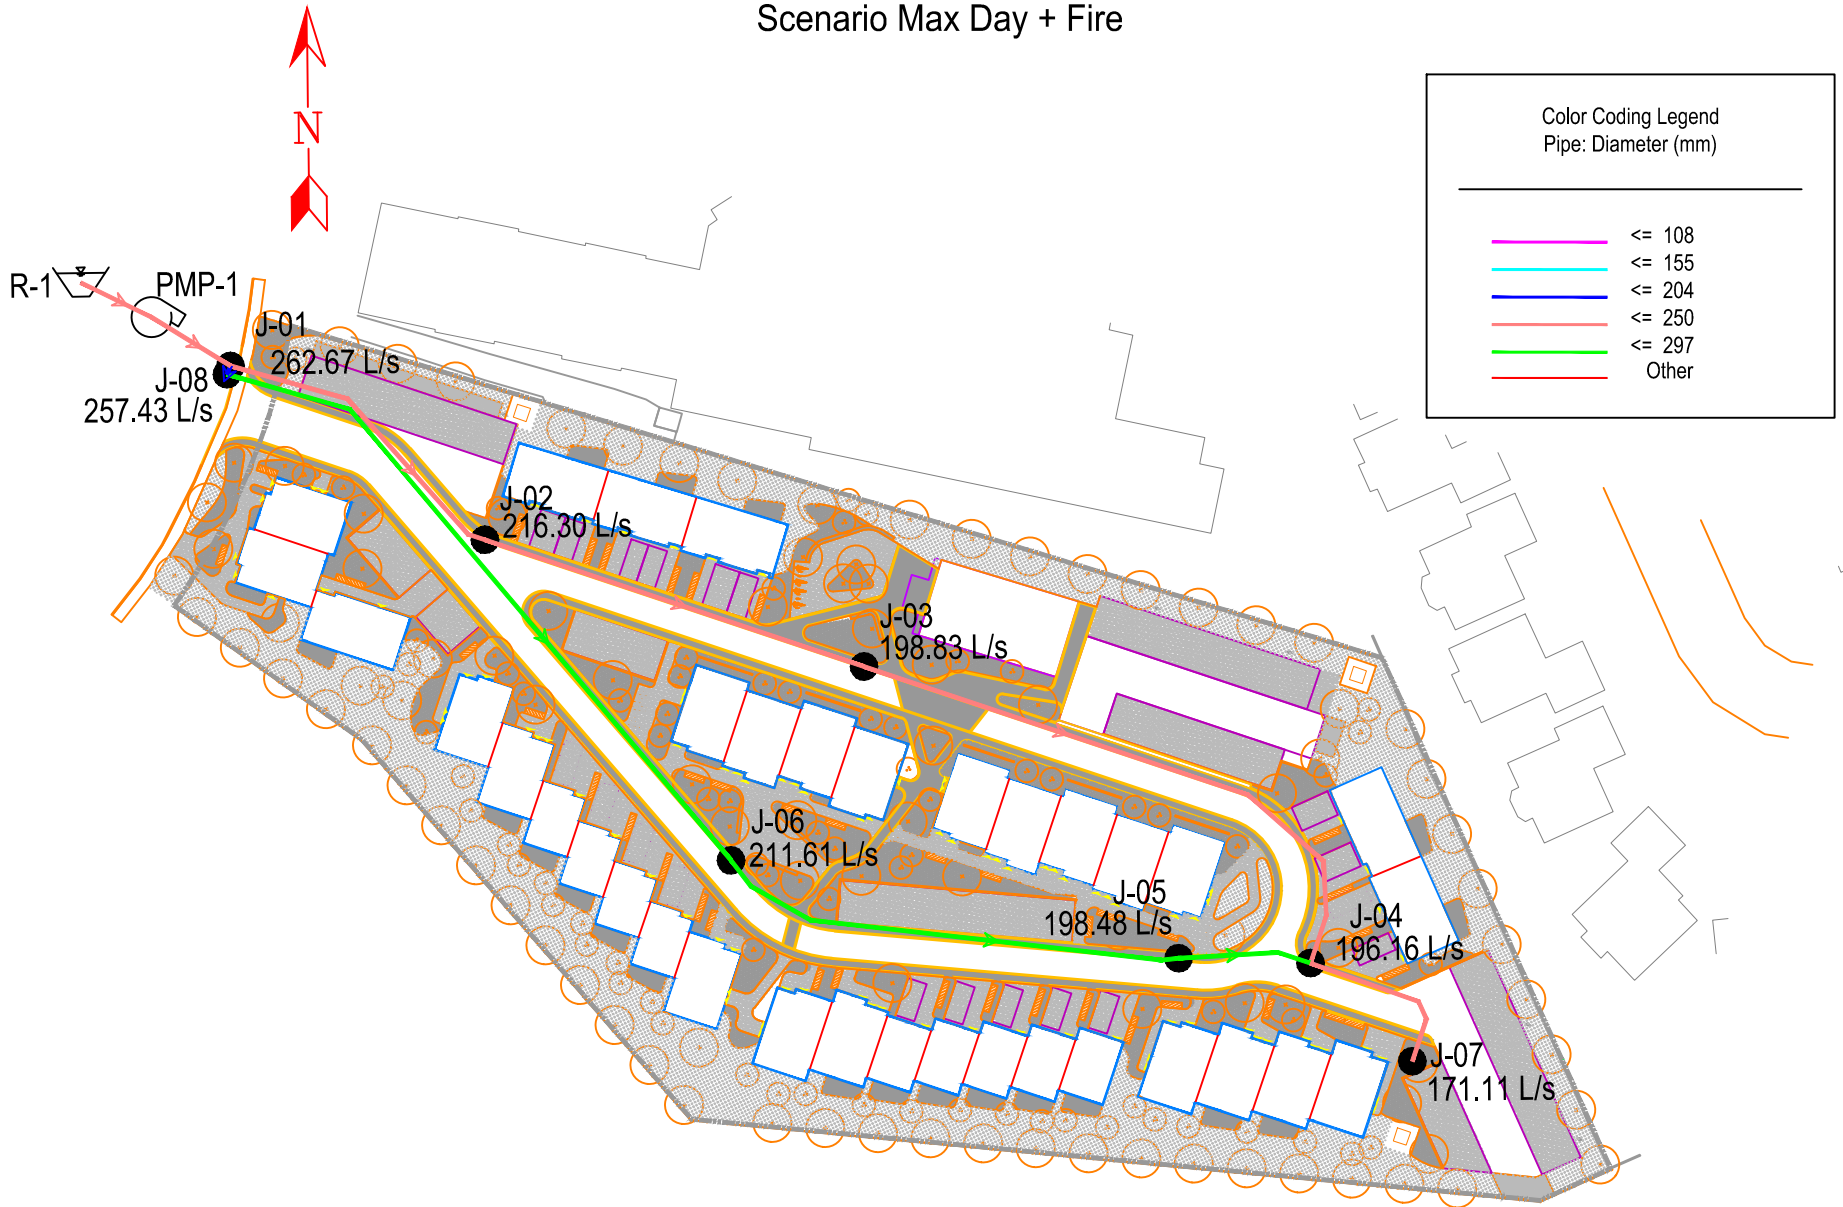 Scenario Max Day + Fire
N
Color Coding Legend
Pipe: Diameter (mm)
<= 108
<= 155
<= 204
<= 250
<= 297
Other
R-1
PMP-1
J-01
262.67 L/s
J-08
257.43 L/s
J-02
216.30 L/s
J-03
198.83 L/s
J-06
211.61 L/s
J-05
198.48 L/s
J-04
196.16 L/s
J-07
171.11 L/s